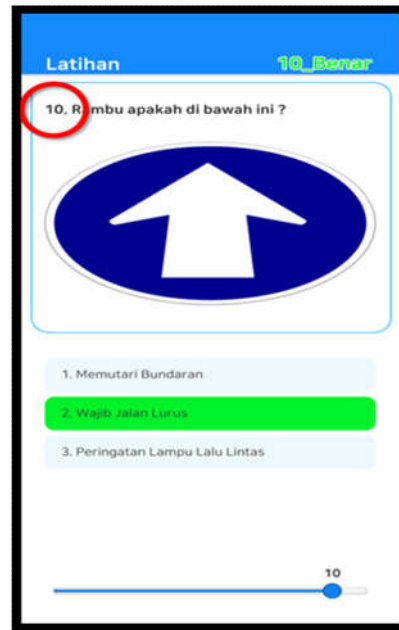 Latihan 10_Benar
10. Rambu apakah di bawah ini ?
1. Memutari Bundaran
2. Wajib Jalan Lurus
3. Peringatan Lampu Lalu Lintas
10